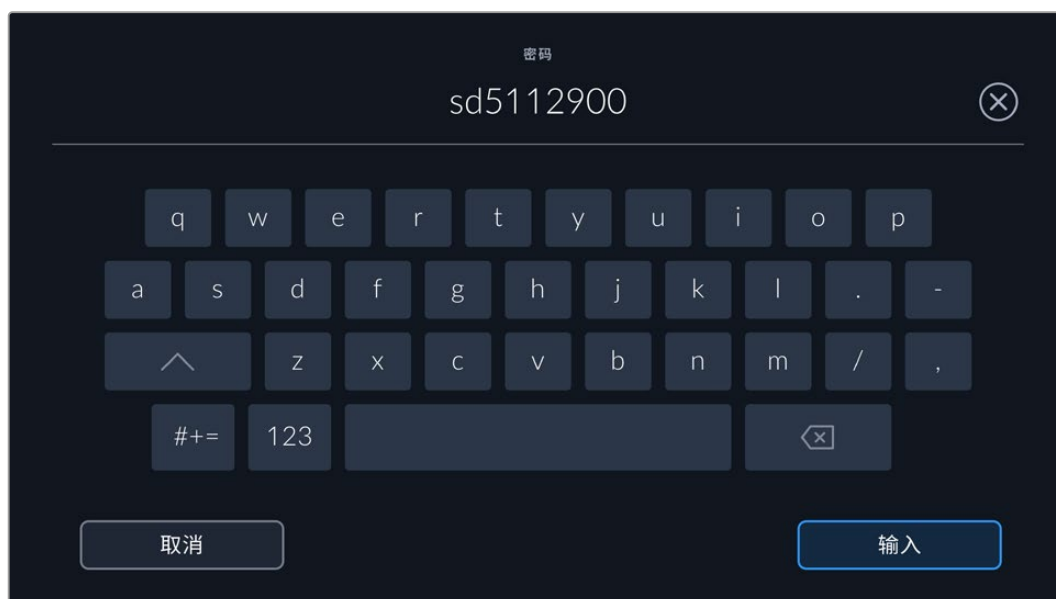 密码
sd5112900
q w e r t y u i o p
a s d f g h j k l . -
z x c v b n m / ,
#+= 123
取消 输入